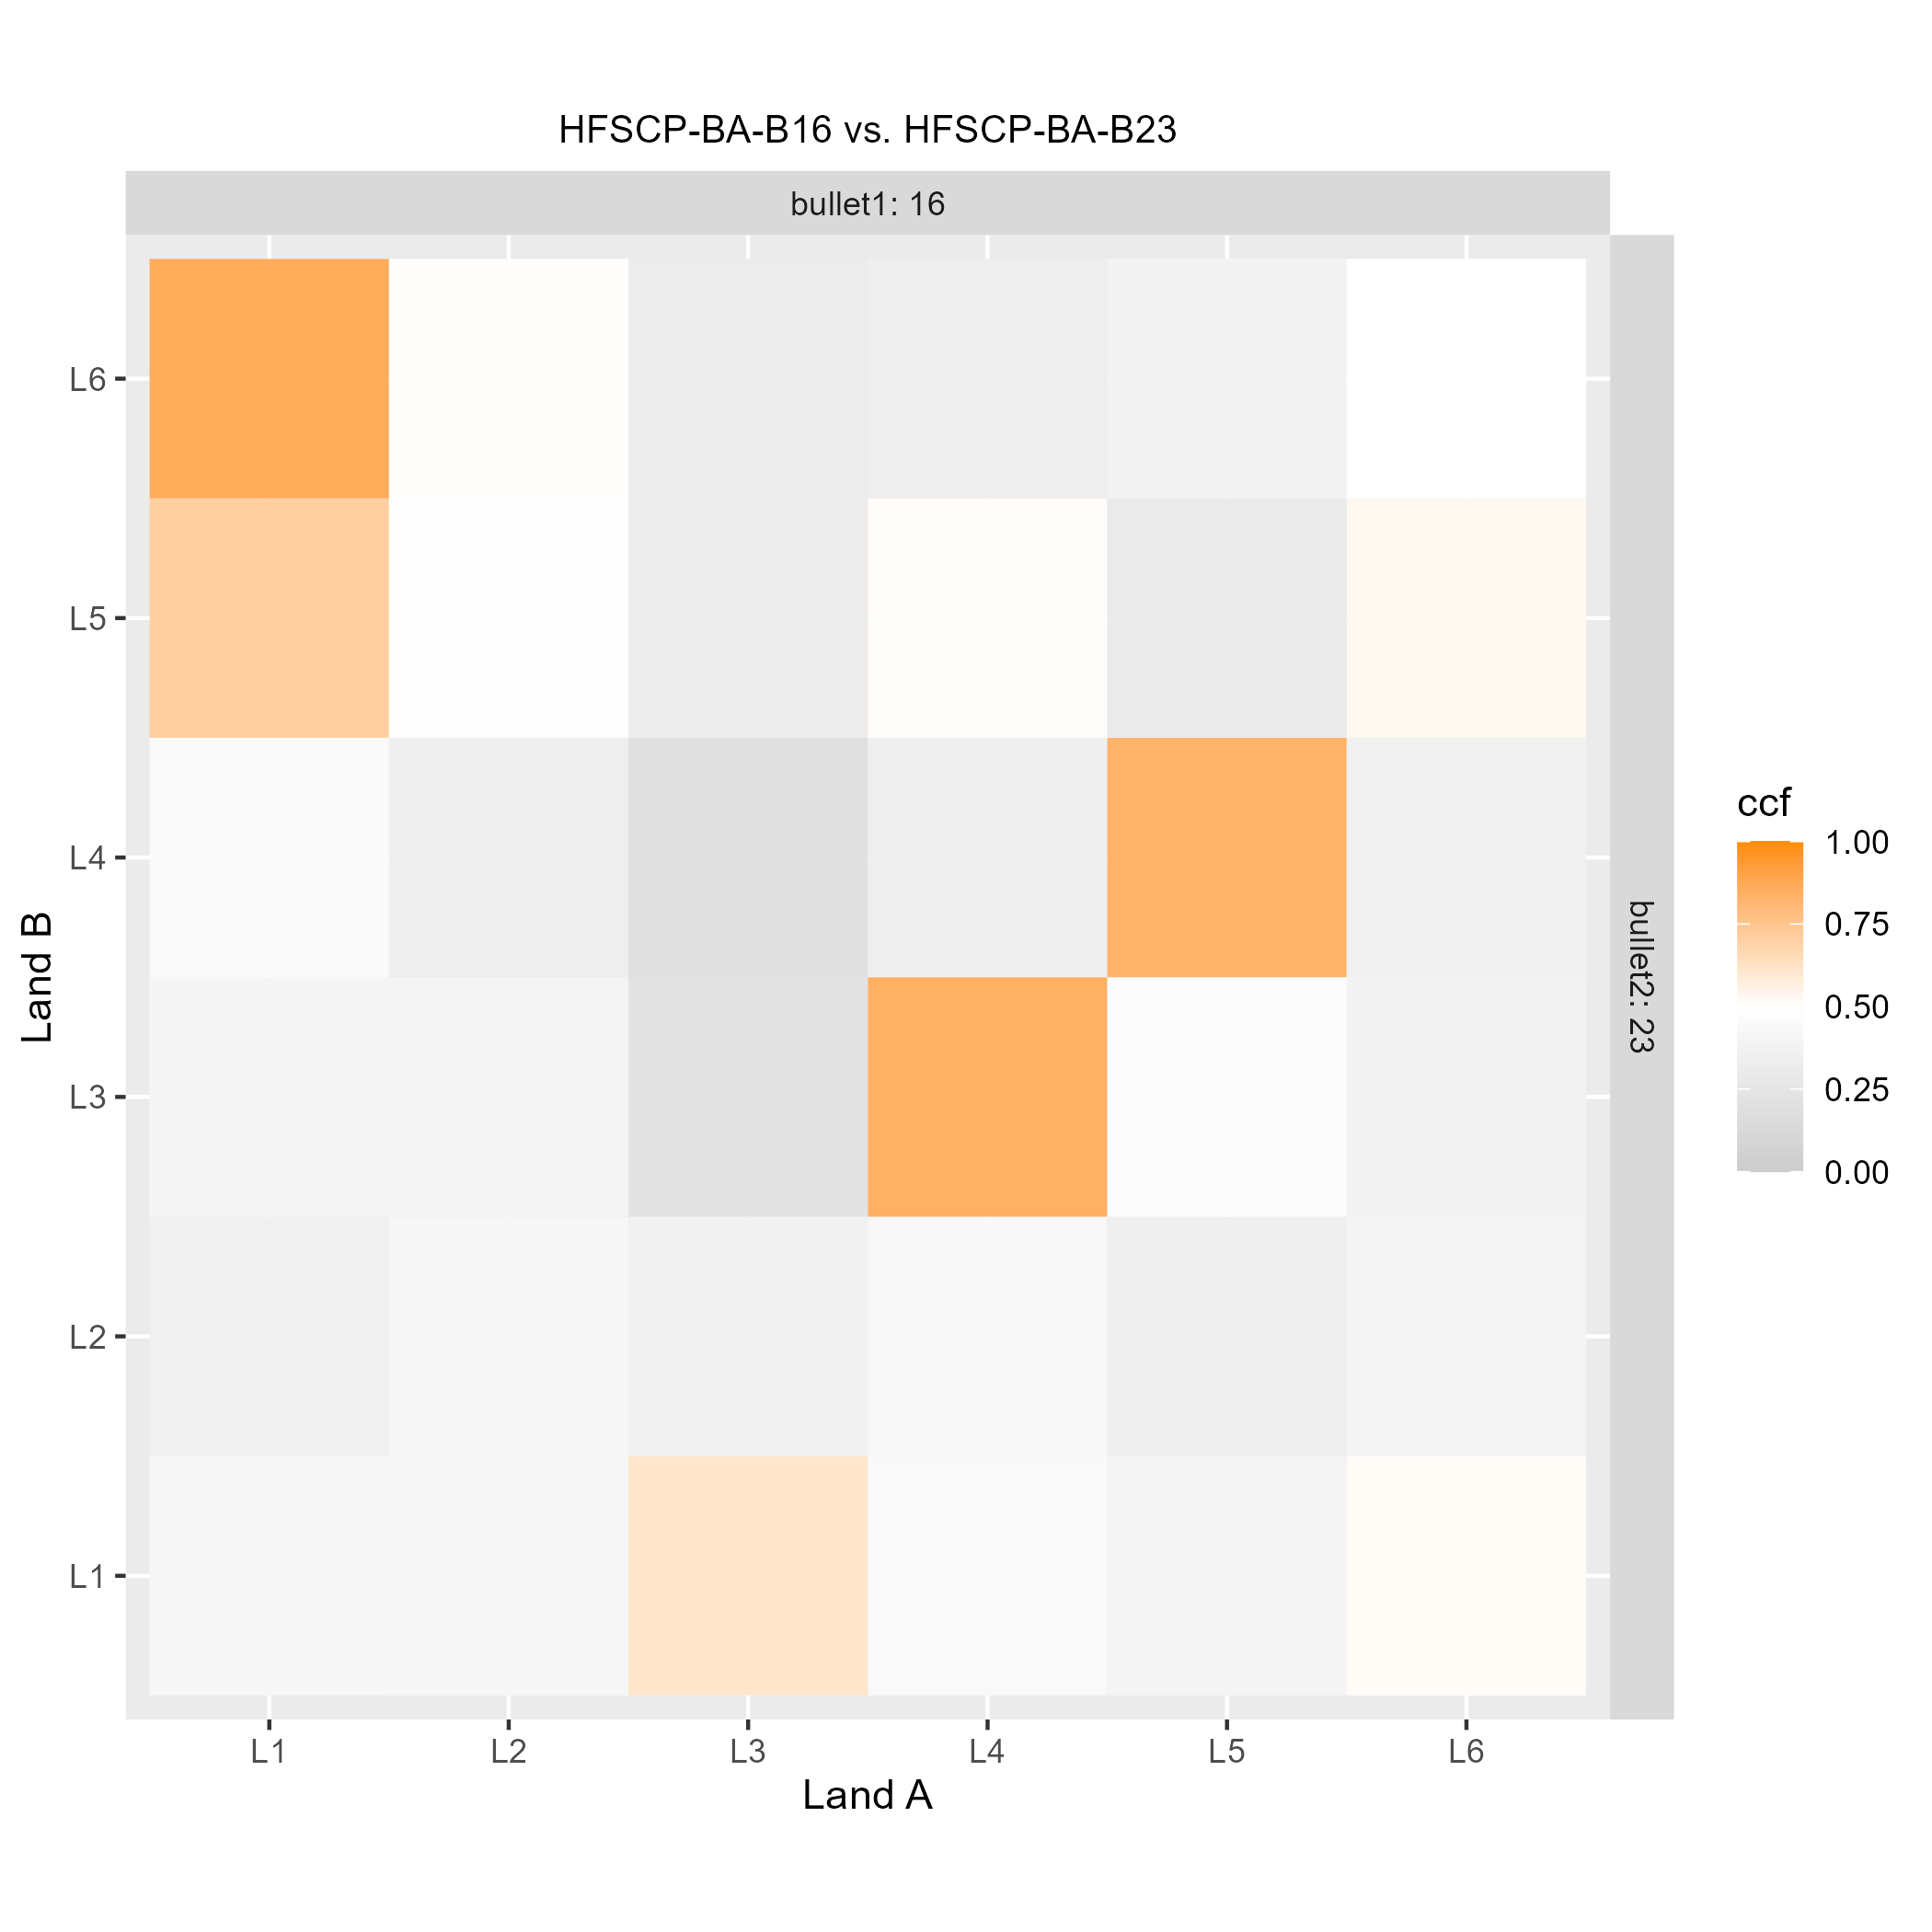 HFSCP-BA-B16 vs. HFSCP-BA-B23
bullet1: 16
L6
L5
L4
L3
L2
L1
Land B
bullet2: 23
L1 L2 L3 L4 L5 L6
Land A
ccf
1.00
0.75
0.50
0.25
0.00